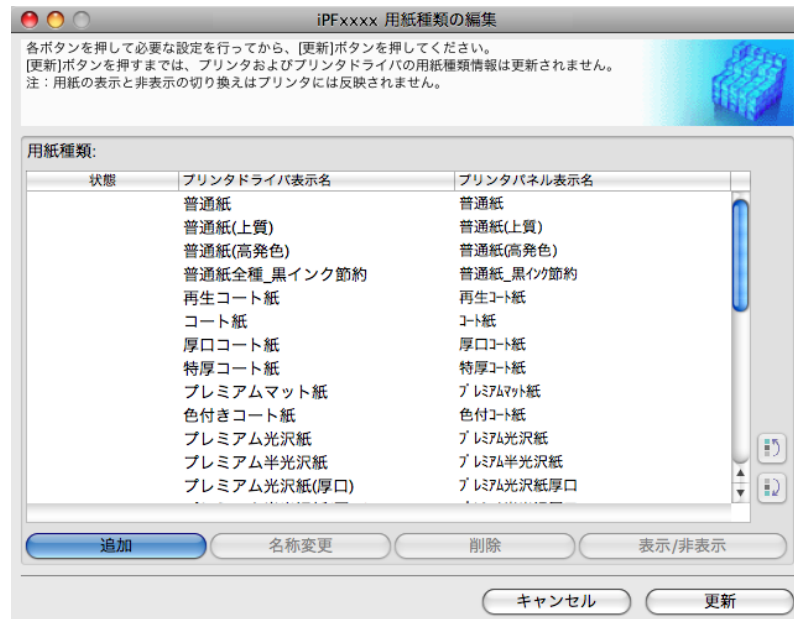 iPFxxxx 用紙種類の編集
各ボタンを押して必要な設定を行ってから、[更新]ボタンを押してください。
[更新]ボタンを押すまでは、プリンタおよびプリンタドライバの用紙種類情報は更新されません。
注：用紙の表示と非表示の切り換えはプリンタには反映されません。
用紙種類:
状態 プリンタドライバ表示名 プリンタパネル表示名
普通紙 普通紙
普通紙(上質) 普通紙(上質)
普通紙(高発色) 普通紙(高発色)
普通紙全種_黒インク節約 普通紙_黒ｲﾝｸ節約
再生コート紙 再生ｺｰﾄ紙
コート紙 ｺｰﾄ紙
厚口コート紙 厚口ｺｰﾄ紙
特厚コート紙 特厚ｺｰﾄ紙
プレミアムマット紙 ﾌﾟﾚﾐｱﾑﾏｯﾄ紙
色付きコート紙 色付ｺｰﾄ紙
プレミアム光沢紙 ﾌﾟﾚﾐｱﾑ光沢紙
プレミアム半光沢紙 ﾌﾟﾚﾐｱﾑ半光沢紙
プレミアム光沢紙(厚口) ﾌﾟﾚﾐｱﾑ光沢紙厚口
追加 名称変更 削除 表示/非表示
キャンセル 更新